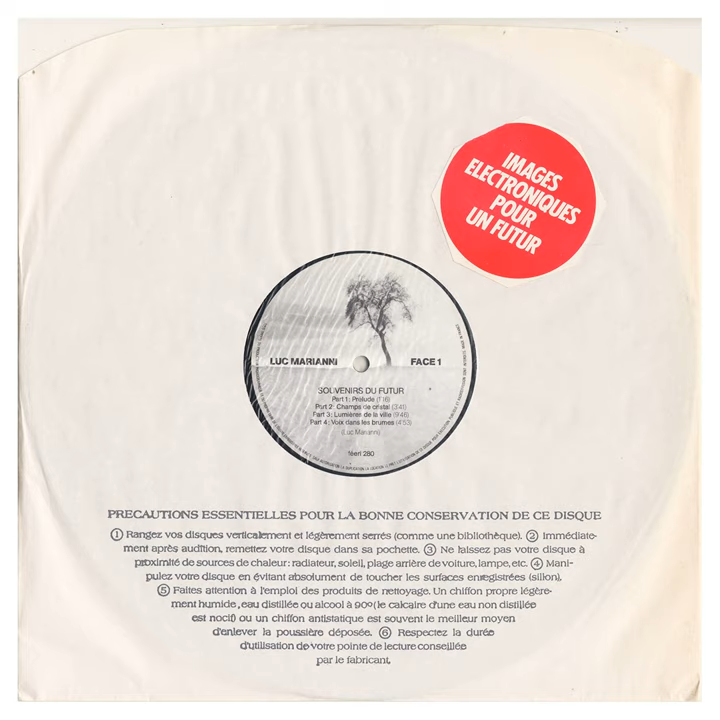 IMAGES
ELECTRONIQUES
POUR
UN FUTUR
LUC MARIANNI
FACE 1
SOUVENIRS DU FUTUR
Part 1: Prélude (1'16)
Part 2: Champs de cristal (3'41)
Part 3: Lumières de la ville (9'46)
Part 4: Voix dans les brumes (4'53)
(Luc Marianni)
féeri 280
PRECAUTIONS ESSENTIELLES POUR LA BONNE CONSERVATION DE CE DISQUE
① Rangez vos disques verticalement et légèrement serrés (comme une bibliothèque). ② Immédiate-
ment après audition, remettez votre disque dans sa pochette. ③ Ne laissez pas votre disque à
proximité de sources de chaleur: radiateur, soleil, plage arrière de voiture, lampe, etc. ④ Mani-
pulez votre disque en évitant absolument de toucher les surfaces enregistrées (sillon).
⑤ Faites attention à l'emploi des produits de nettoyage. Un chiffon propre légère-
ment humide, eau distillée ou alcool à 90° (le calcaire d'une eau non distillée
est nocif) ou un chiffon antistatique est souvent le meilleur moyen
d'enlever la poussière déposée. ⑥ Respectez la durée
d'utilisation de votre pointe de lecture conseillée
par le fabricant.